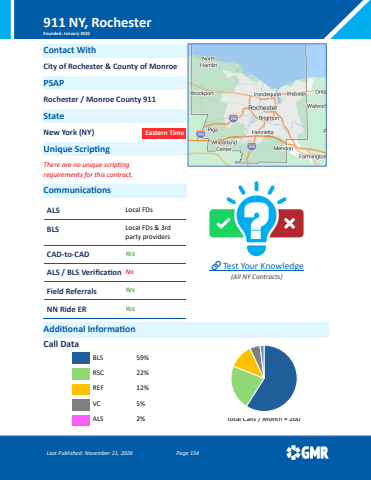 911 NY, Rochester
Founded: January 2023
Contact With
City of Rochester & County of Monroe
PSAP
Rochester / Monroe County 911
State
New York (NY) Eastern Time
Unique Scripting
There are no unique scripting
requirements for this contract.
North
Hamlin
Brockport
Irondequoit
Webster
Rochester
Brighton
Riga
Henrietta
Wheatland
Center
Mendon
Farmington
Communications
ALS Local FDs
BLS Local FDs & 3rd
party providers
CAD-to-CAD Yes
ALS / BLS Verification No
Field Referrals Yes
NN Ride ER Yes
Test Your Knowledge
(All NY Contracts)
Additional Information
Call Data
BLS 59%
RSC 22%
REF 12%
VC 5%
ALS 2%
Total Calls / Month = 200
Last Published: November 21, 2026 Page 154 GMR